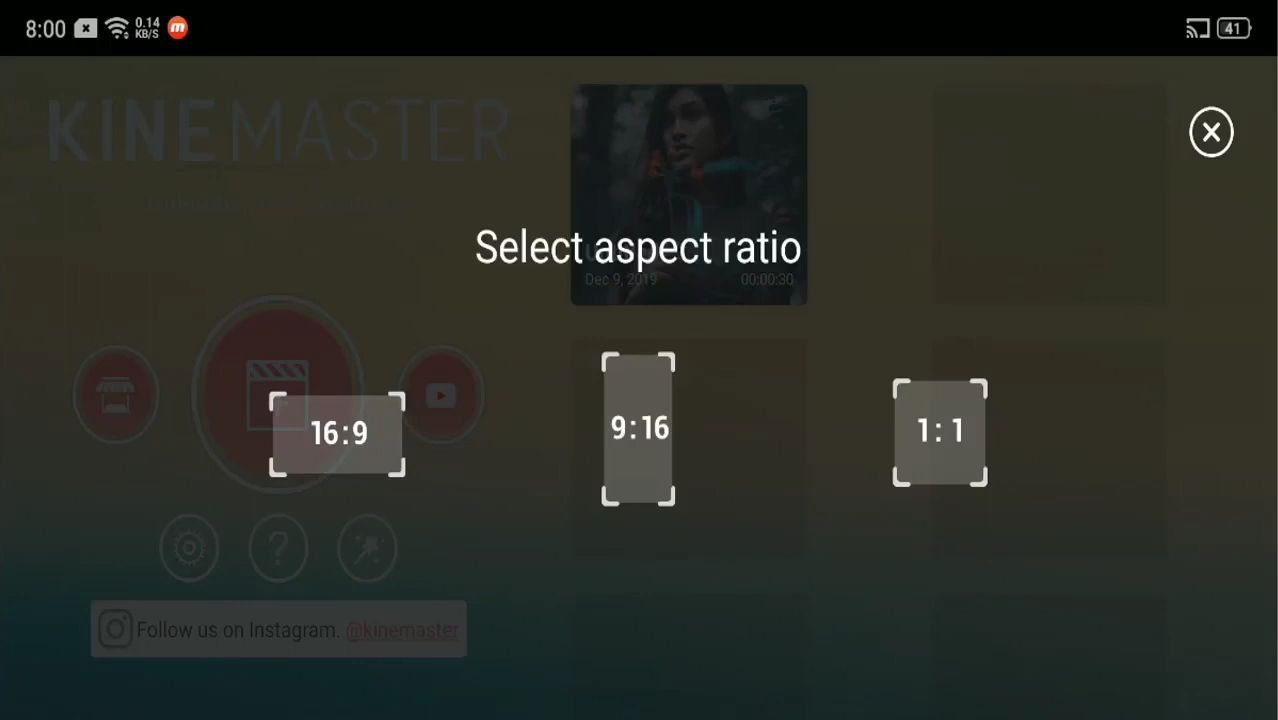 8:00
0.14
KB/S
41
KINEMASTER
Select aspect ratio
Dec 9, 2019
00:00:30
16:9
9:16
1:1
Follow us on Instagram. @kinemaster